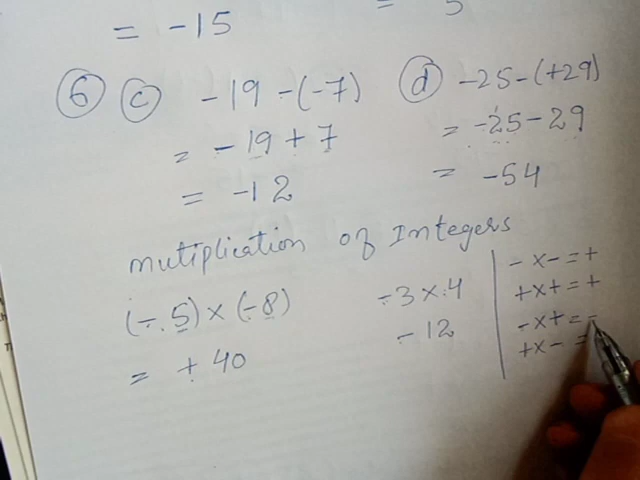 = -15
= 5
6 c -19 -(-7)
= -19 + 7
= -12
d -25 -(+29)
= -25 - 29
= -54
mutiplication of Integers
(-5) × (-8)
= + 40
-3 × 4
- 12
- × - = +
+ × + = +
- × + = -
+ × - =